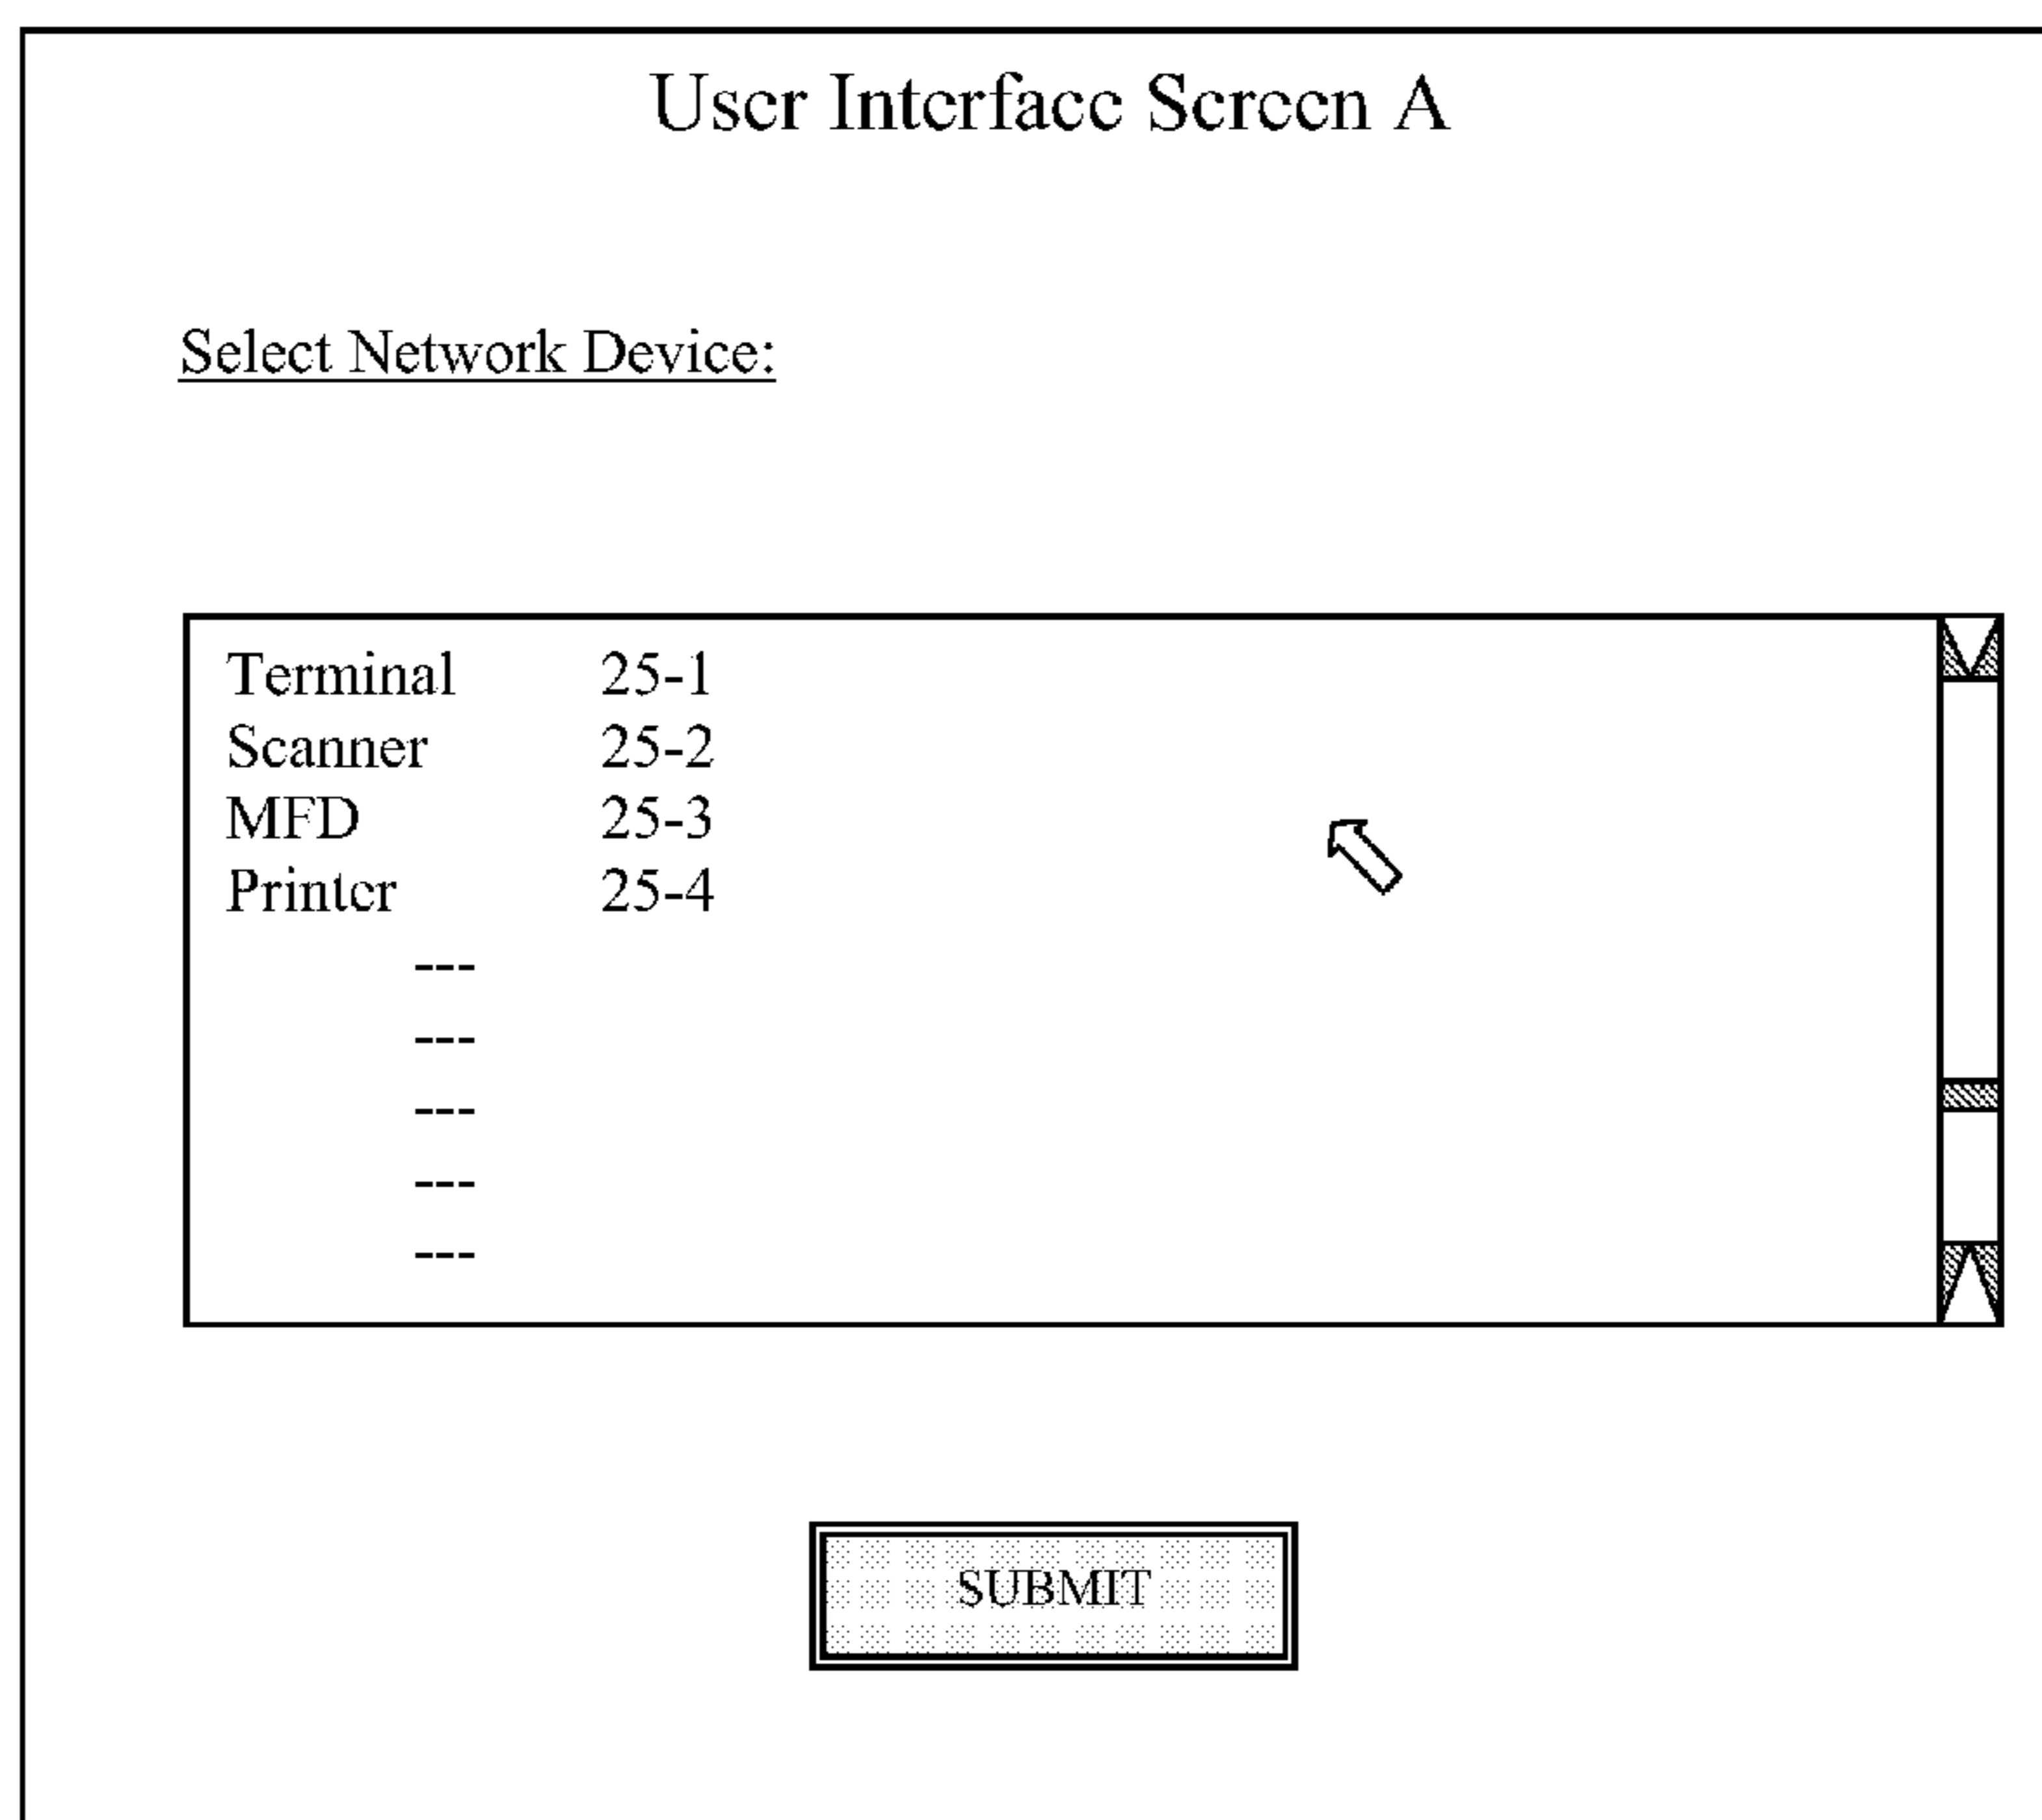 User Interface Screen A
Select Network Device:
Terminal 25-1
Scanner 25-2
MFD 25-3
Printer 25-4
---
---
---
---
---
SUBMIT